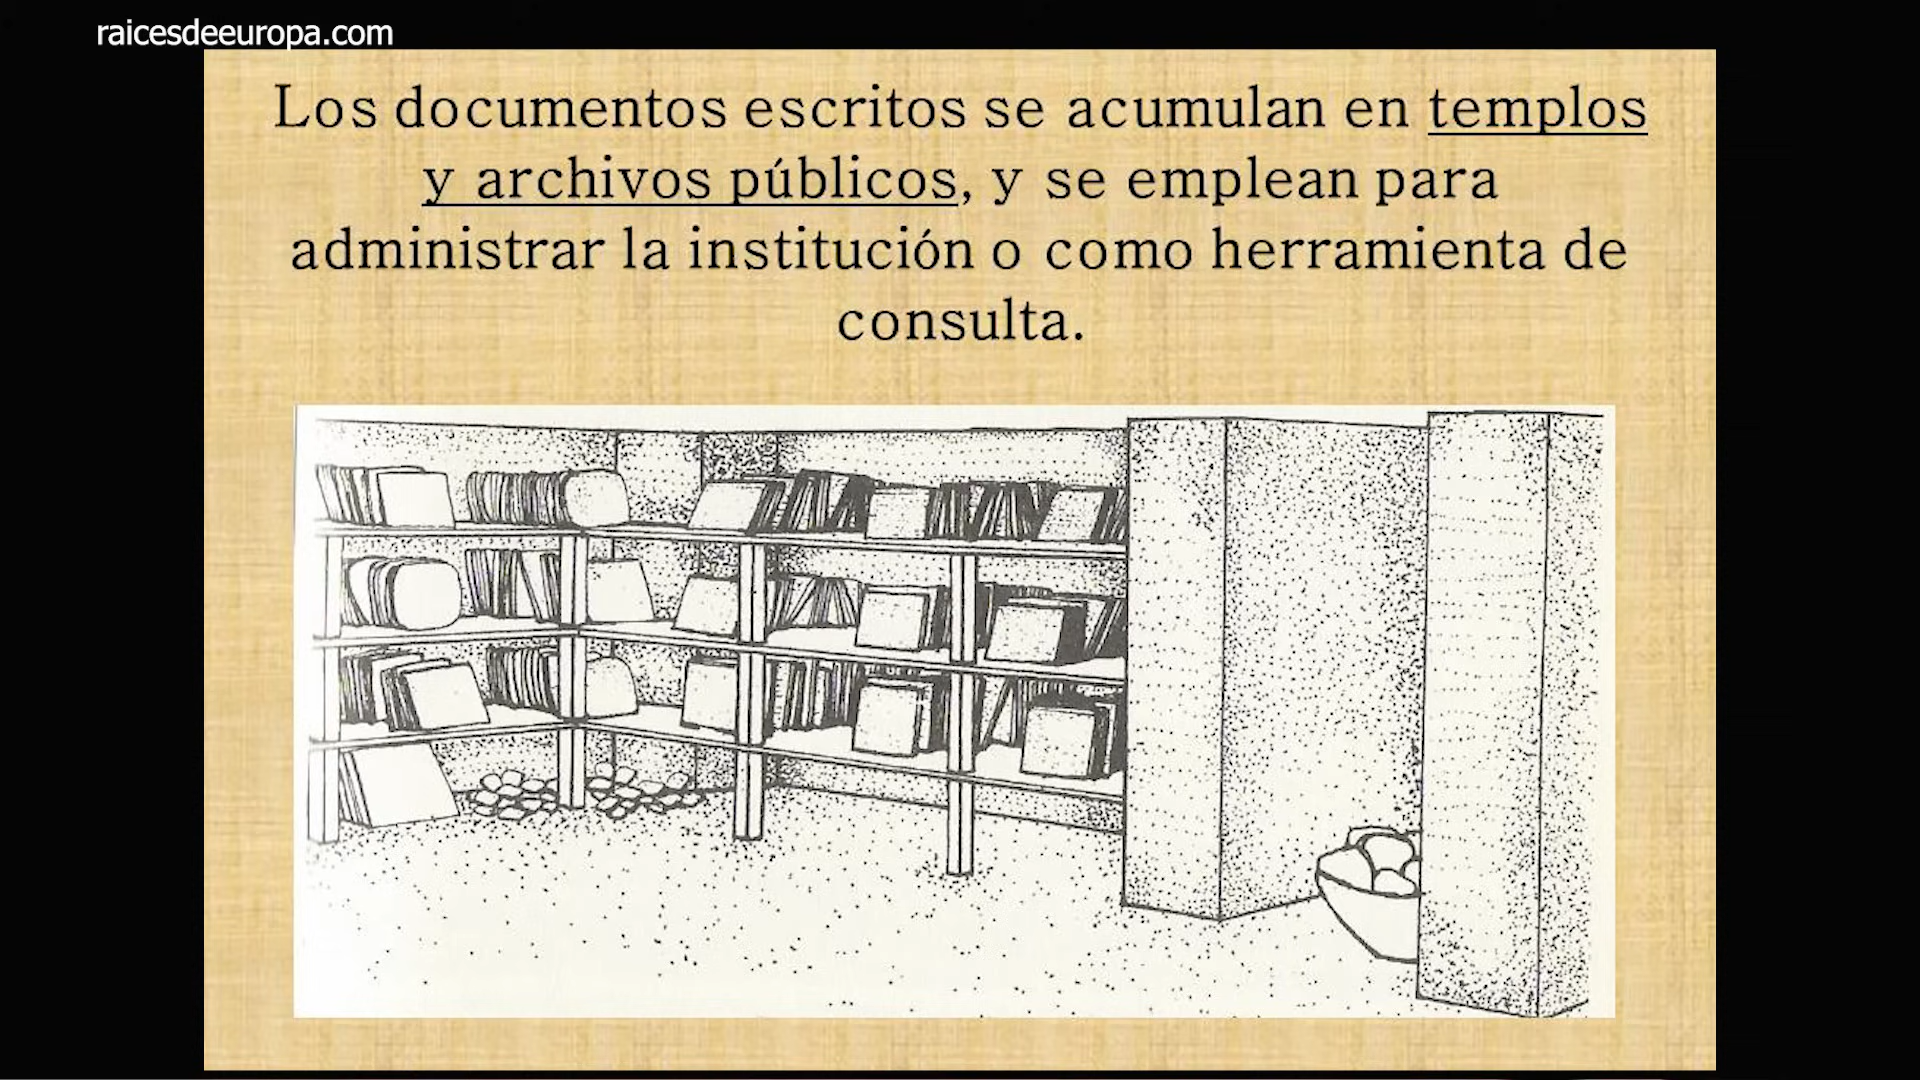 raicesdeeuropa.com
Los documentos escritos se acumulan en templos
y archivos públicos, y se emplean para
administrar la institución o como herramienta de
consulta.